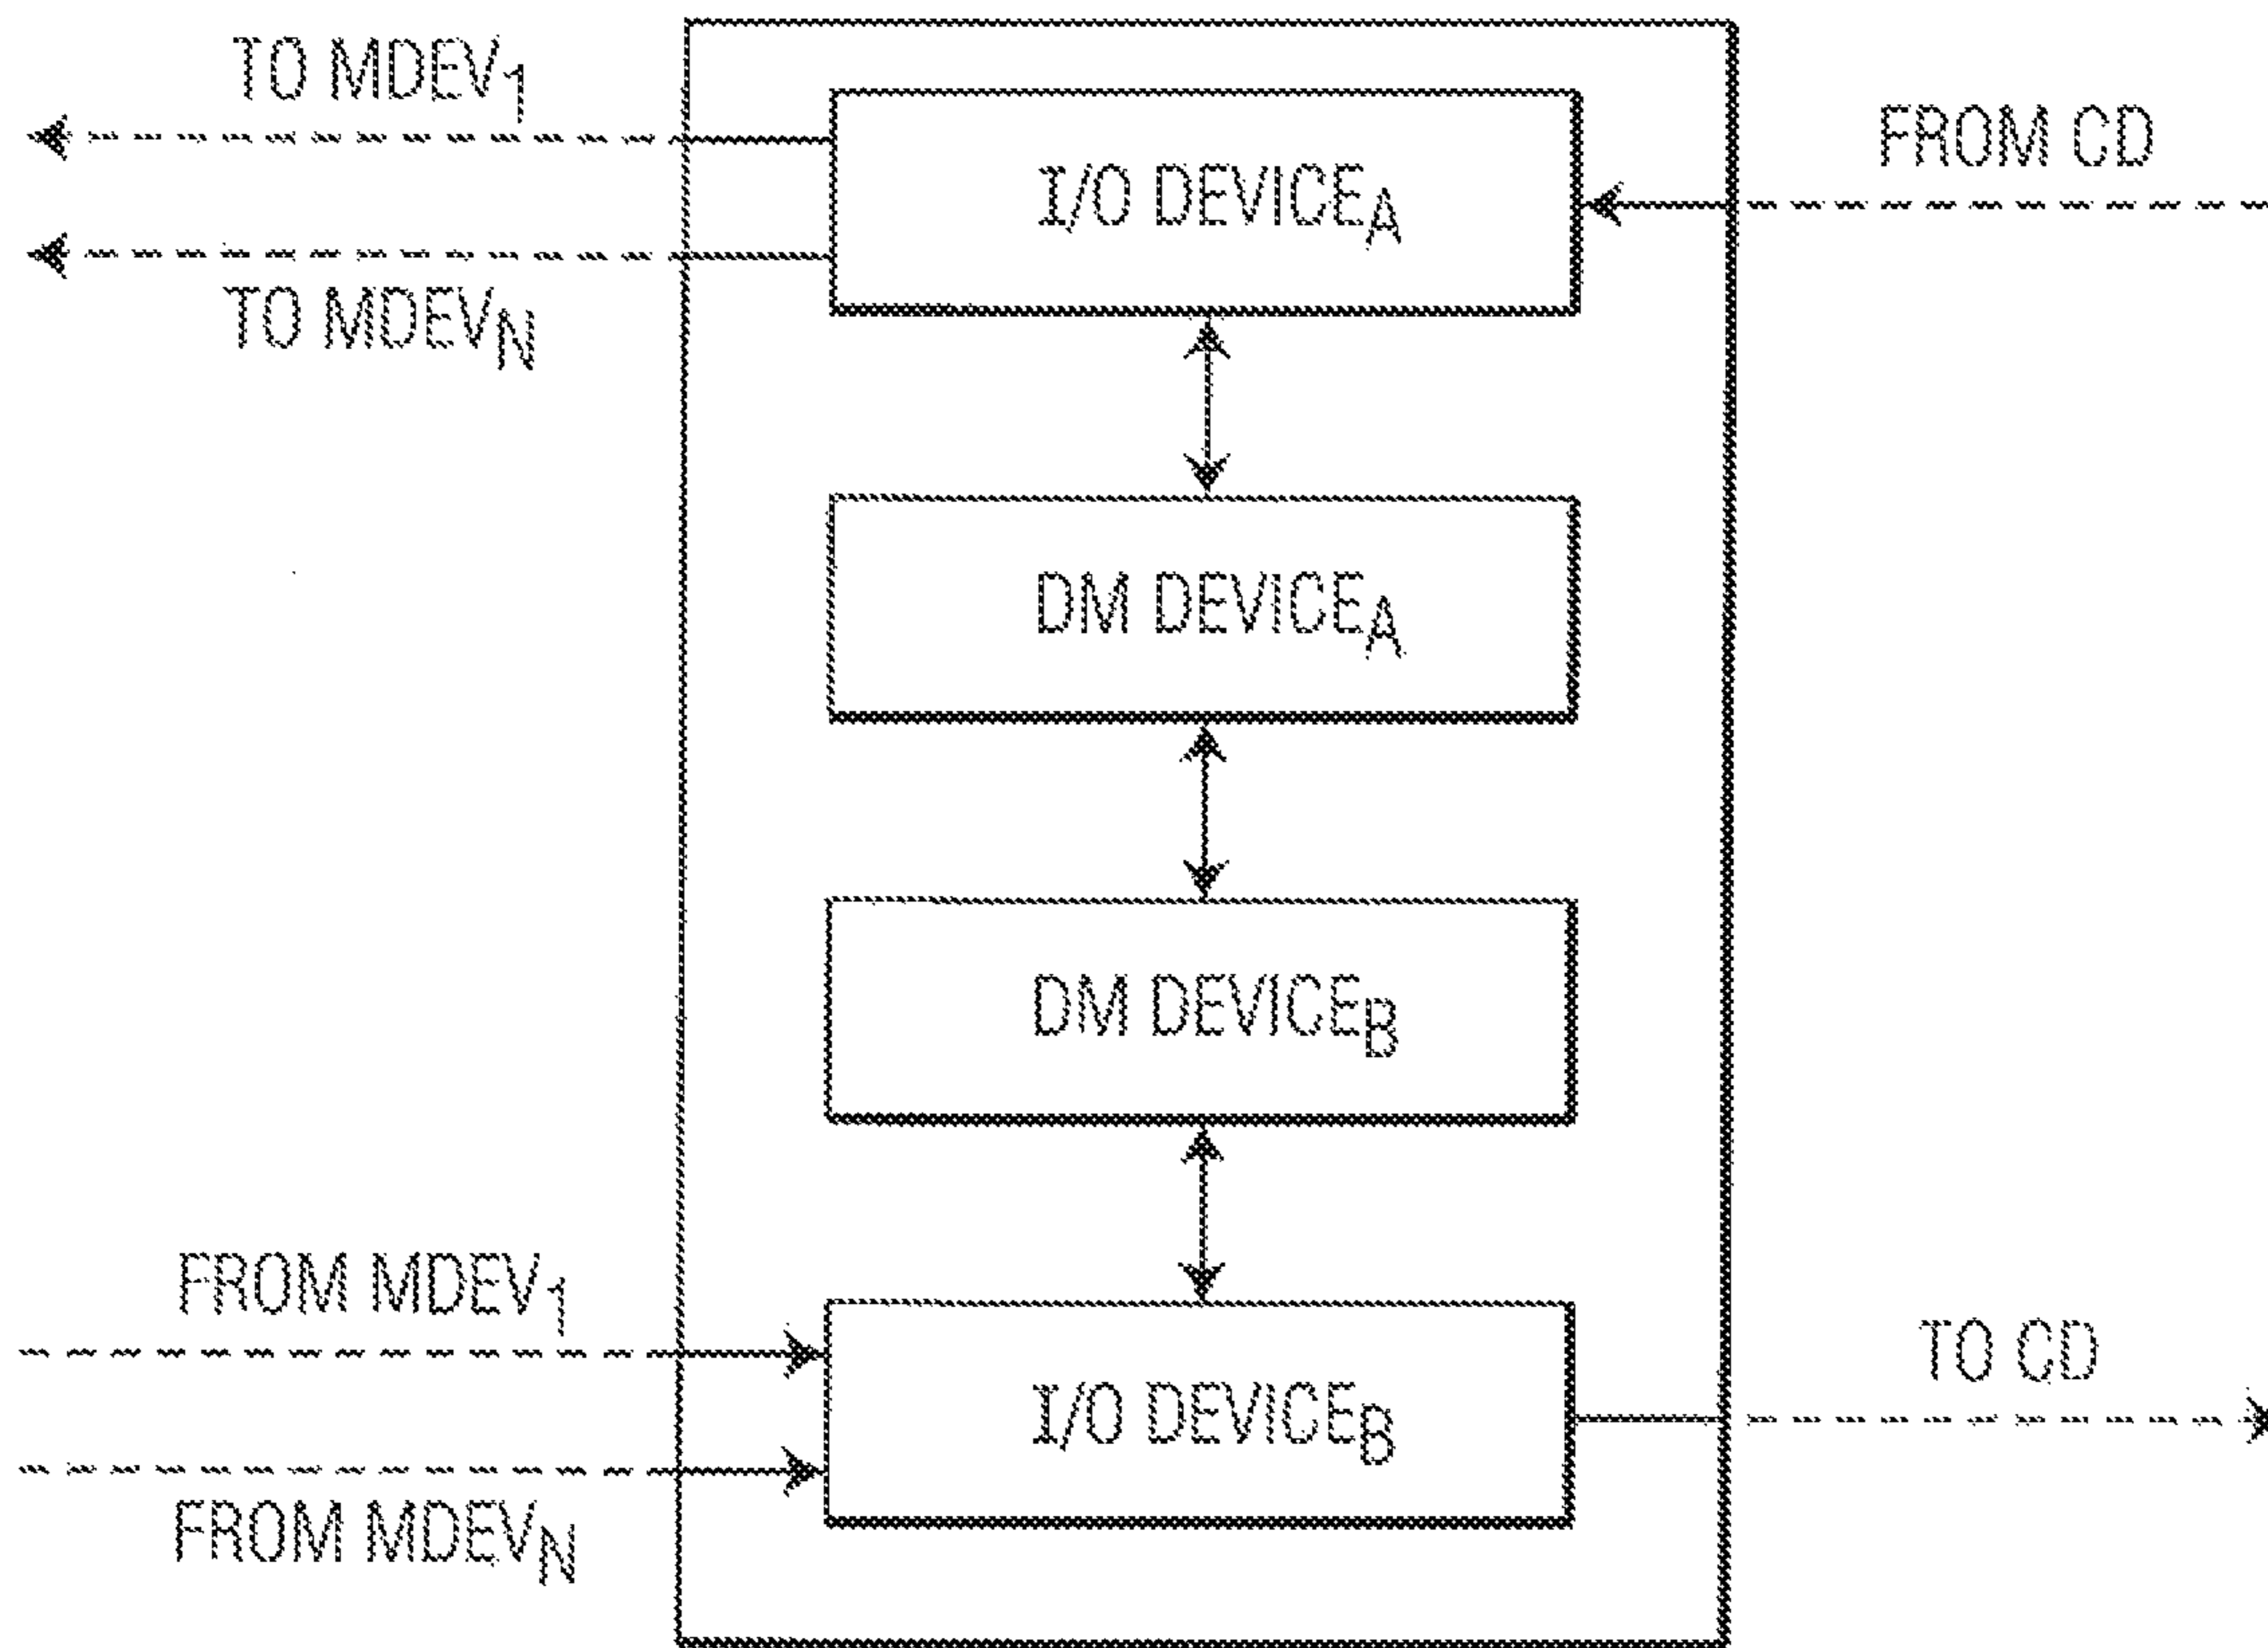 TO MDEV1
FROM CD
I/O DEVICEA
TO MDEVN
DM DEVICEA
DM DEVICEB
FROM MDEV1
TO CD
I/O DEVICEB
FROM MDEVN